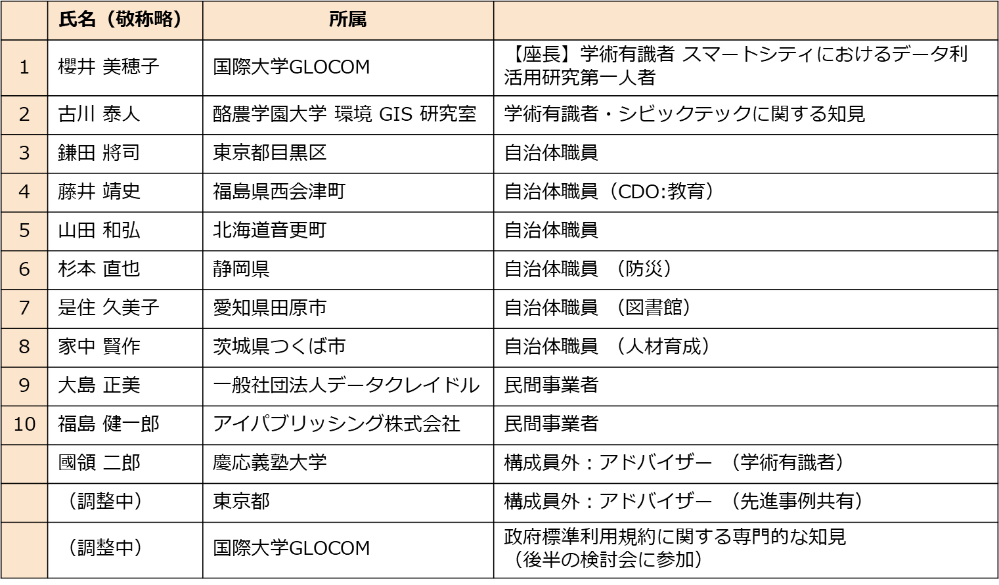 氏名（敬称略） 所属
1 櫻井 美穂子 国際大学GLOCOM 【座長】学術有識者 スマートシティにおけるデータ利
活用研究第一人者
2 古川 泰人 酪農学園大学 環境 GIS 研究室 学術有識者・シビックテックに関する知見
3 鎌田 將司 東京都目黒区 自治体職員
4 藤井 靖史 福島県西会津町 自治体職員（CDO:教育）
5 山田 和弘 北海道音更町 自治体職員
6 杉本 直也 静岡県 自治体職員 （防災）
7 是住 久美子 愛知県田原市 自治体職員 （図書館）
8 家中 賢作 茨城県つくば市 自治体職員 （人材育成）
9 大島 正美 一般社団法人データクレイドル 民間事業者
10 福島 健一郎 アイパブリッシング株式会社 民間事業者
國領 二郎 慶応義塾大学 構成員外：アドバイザー （学術有識者）
（調整中） 東京都 構成員外：アドバイザー （先進事例共有）
（調整中） 国際大学GLOCOM 政府標準利用規約に関する専門的な知見
（後半の検討会に参加）